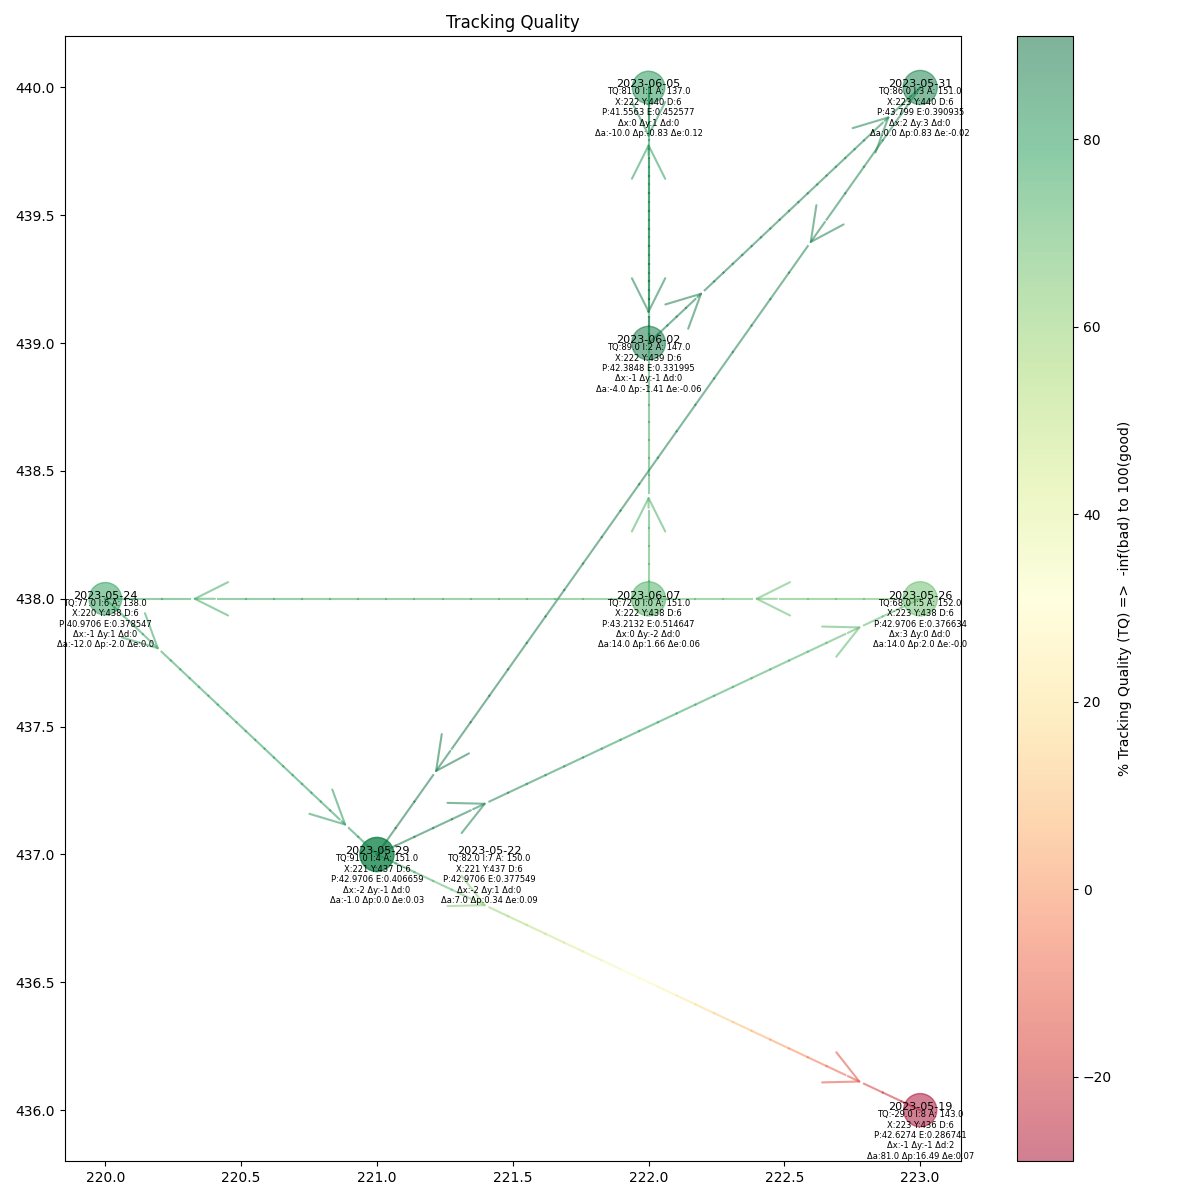 Tracking Quality
440.0
439.5
439.0
438.5
438.0
437.5
437.0
436.5
436.0
220.0
220.5
221.0
221.5
222.0
222.5
223.0
2023-06-05
TQ:81.0 I:1 A: 137.0
X:222 Y:440 D:6
P:41.5563 E:0.452577
Δx:0 Δy:1 Δd:0
Δa:-10.0 Δp:-0.83 Δe:0.12
2023-05-31
TQ:86.0 I:3 A: 151.0
X:223 Y:440 D:6
P:43.799 E:0.390935
Δx:2 Δy:3 Δd:0
Δa:0.0 Δp:0.83 Δe:-0.02
2023-06-02
TQ:89.0 I:2 A: 147.0
X:222 Y:439 D:6
P:42.3848 E:0.331995
Δx:-1 Δy:-1 Δd:0
Δa:-4.0 Δp:-1.41 Δe:-0.06
2023-05-24
TQ:77.0 I:6 A: 138.0
X:220 Y:438 D:6
P:40.9706 E:0.378547
Δx:-1 Δy:1 Δd:0
Δa:-12.0 Δp:-2.0 Δe:0.0
2023-06-07
TQ:72.0 I:0 A: 151.0
X:222 Y:438 D:6
P:43.2132 E:0.514647
Δx:0 Δy:-2 Δd:0
Δa:14.0 Δp:1.66 Δe:0.06
2023-05-26
TQ:68.0 I:5 A: 152.0
X:223 Y:438 D:6
P:42.9706 E:0.376634
Δx:3 Δy:0 Δd:0
Δa:14.0 Δp:2.0 Δe:-0.0
2023-05-29
TQ:91.0 I:4 A: 151.0
X:221 Y:437 D:6
P:42.9706 E:0.406659
Δx:-2 Δy:-1 Δd:0
Δa:-1.0 Δp:0.0 Δe:0.03
2023-05-22
TQ:82.0 I:7 A: 150.0
X:221 Y:437 D:6
P:42.9706 E:0.377549
Δx:-2 Δy:1 Δd:0
Δa:7.0 Δp:0.34 Δe:0.09
2023-05-19
TQ:-29.0 I:8 A: 143.0
X:223 Y:436 D:6
P:42.6274 E:0.286741
Δx:-1 Δy:-1 Δd:2
Δa:81.0 Δp:16.49 Δe:0.07
80
60
40
20
0
−20
% Tracking Quality (TQ) => -inf(bad) to 100(good)